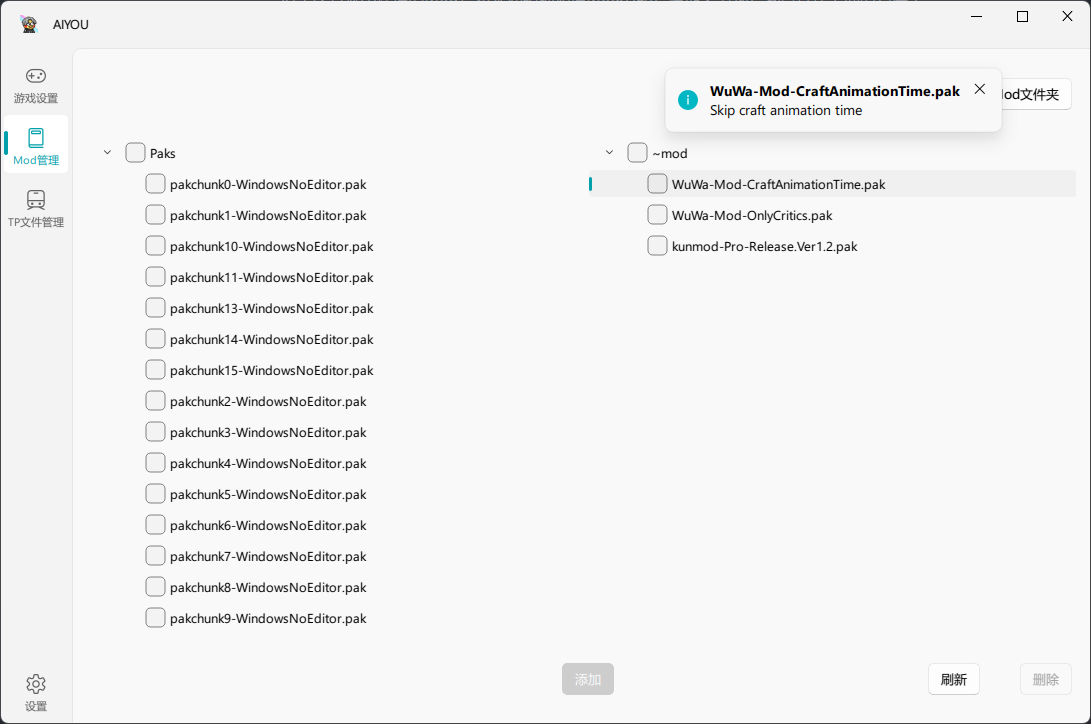 AIYOU
游戏设置
Mod管理
TP文件管理
设置
WuWa-Mod-CraftAnimationTime.pak
Skip craft animation time
od文件夹
Paks
pakchunk0-WindowsNoEditor.pak
pakchunk1-WindowsNoEditor.pak
pakchunk10-WindowsNoEditor.pak
pakchunk11-WindowsNoEditor.pak
pakchunk13-WindowsNoEditor.pak
pakchunk14-WindowsNoEditor.pak
pakchunk15-WindowsNoEditor.pak
pakchunk2-WindowsNoEditor.pak
pakchunk3-WindowsNoEditor.pak
pakchunk4-WindowsNoEditor.pak
pakchunk5-WindowsNoEditor.pak
pakchunk6-WindowsNoEditor.pak
pakchunk7-WindowsNoEditor.pak
pakchunk8-WindowsNoEditor.pak
pakchunk9-WindowsNoEditor.pak
~mod
WuWa-Mod-CraftAnimationTime.pak
WuWa-Mod-OnlyCritics.pak
kunmod-Pro-Release.Ver1.2.pak
添加
刷新
删除